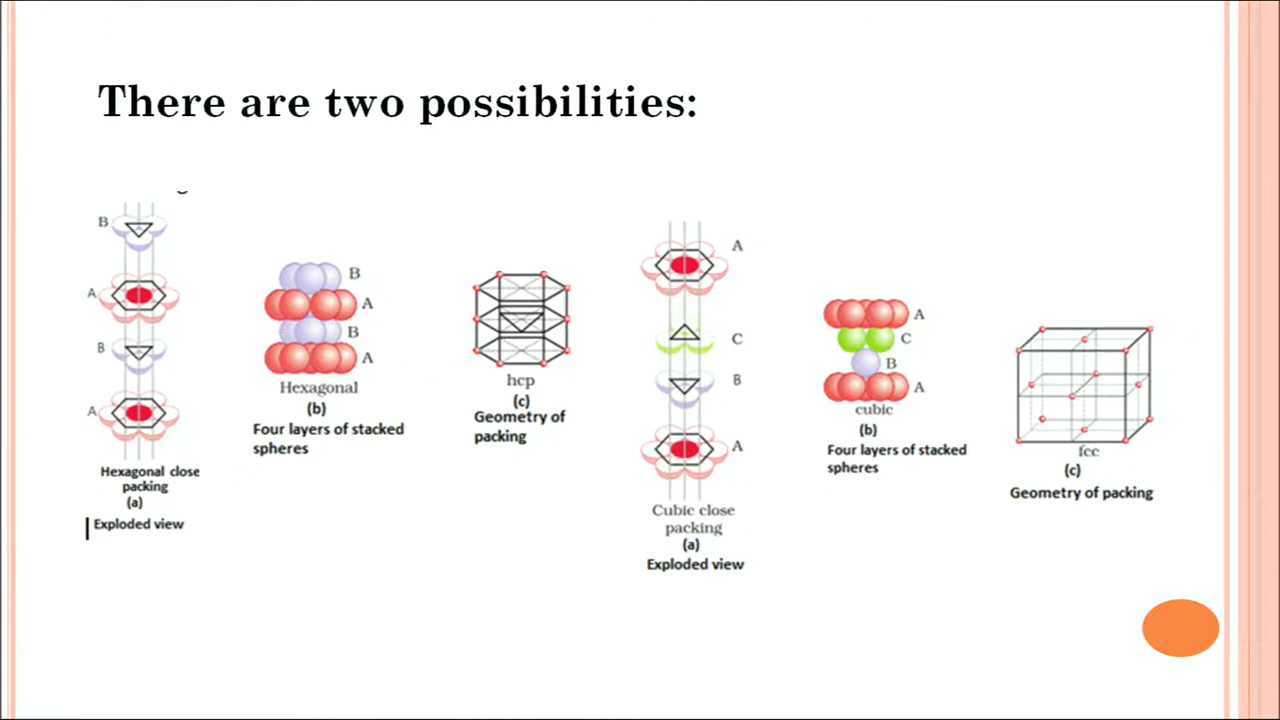 There are two possibilities:
B
A
B
A
Hexagonal close
packing
(a)
Exploded view
B
A
B
A
Hexagonal
(b)
Four layers of stacked
spheres
hcp
(c)
Geometry of
packing
A
C
B
A
Cubic close
packing
(a)
Exploded view
A
C
B
A
cubic
(b)
Four layers of stacked
spheres
fcc
(c)
Geometry of packing